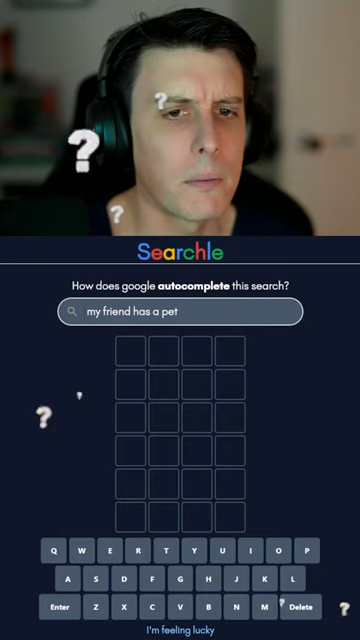 Searchle
How does google autocomplete this search?
my friend has a pet
Q W E R T Y U I O P
A S D F G H J K L
Enter Z X C V B N M Delete
I'm feeling lucky